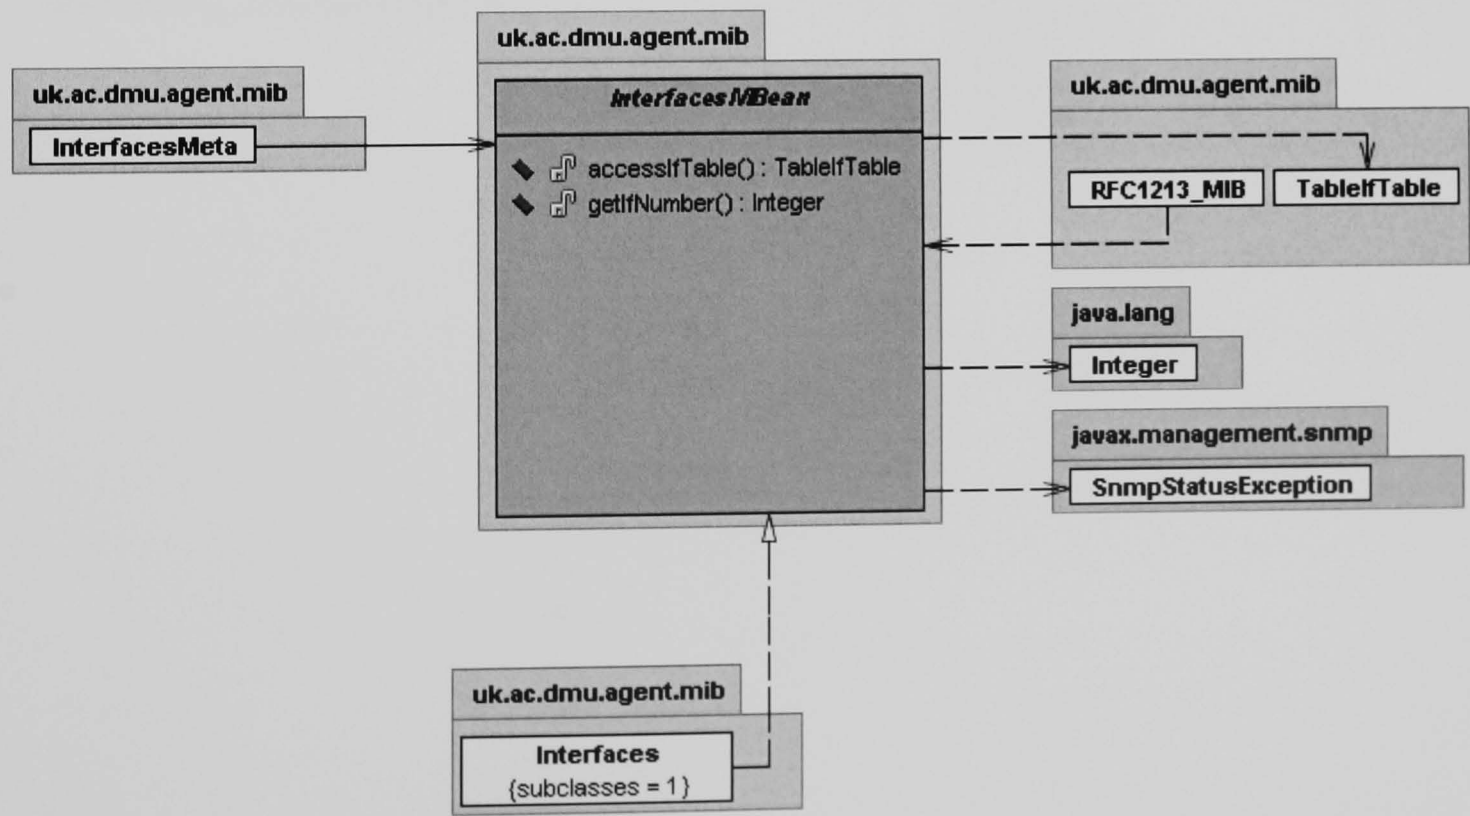 uk.ac.dmu.agent.mib
InterfacesMeta
uk.ac.dmu.agent.mib
InterfacesMBean
accessIfTable() : TableIfTable
getIfNumber() : Integer
uk.ac.dmu.agent.mib
RFC1213_MIB
TableIfTable
java.lang
Integer
javax.management.snmp
SnmpStatusException
uk.ac.dmu.agent.mib
Interfaces
{subclasses = 1}